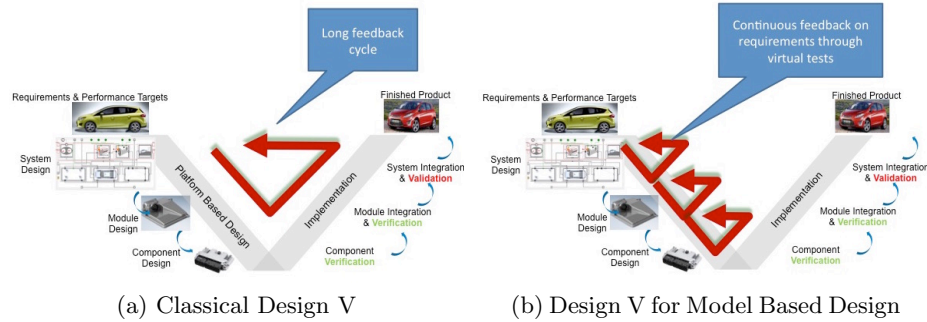 Long feedback
cycle
Requirements & Performance Targets
Finished Product
System
Design
Platform Based Design
Implementation
System Integration
& Validation
Module
Design
Module Integration
& Verification
Component
Design
Component
Verification
(a) Classical Design V
Continuous feedback on
requirements through
virtual tests
Requirements & Performance Targets
Finished Product
System
Design
Implementation
System Integration
& Validation
Module
Design
Module Integration
& Verification
Component
Design
Component
Verification
(b) Design V for Model Based Design